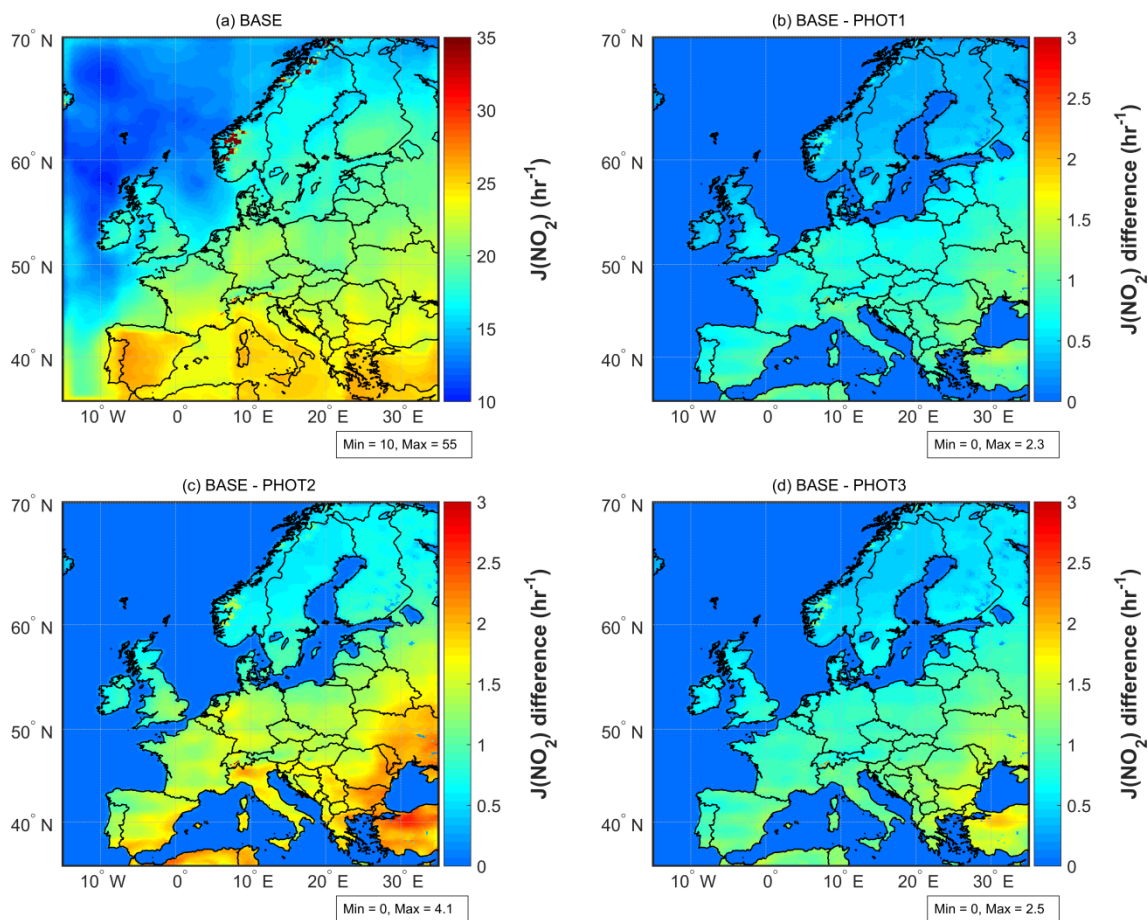 (a) BASE
70° N
60° N
50° N
40° N
10° W
0°
10° E
20° E
30° E
35
30
25
20
15
10
J(NO₂) (hr⁻¹)
Min = 10, Max = 55
(b) BASE - PHOT1
70° N
60° N
50° N
40° N
10° W
0°
10° E
20° E
30° E
3
2.5
2
1.5
1
0.5
0
J(NO₂) difference (hr⁻¹)
Min = 0, Max = 2.3
(c) BASE - PHOT2
70° N
60° N
50° N
40° N
10° W
0°
10° E
20° E
30° E
3
2.5
2
1.5
1
0.5
0
J(NO₂) difference (hr⁻¹)
Min = 0, Max = 4.1
(d) BASE - PHOT3
70° N
60° N
50° N
40° N
10° W
0°
10° E
20° E
30° E
3
2.5
2
1.5
1
0.5
0
J(NO₂) difference (hr⁻¹)
Min = 0, Max = 2.5